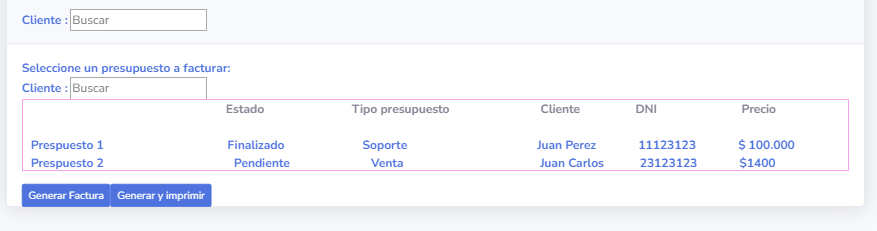 Cliente : Buscar
Seleccione un presupuesto a facturar:
Cliente : Buscar
Estado Tipo presupuesto Cliente DNI Precio
Prespuesto 1 Finalizado Soporte Juan Perez 11123123 $ 100.000
Prespuesto 2 Pendiente Venta Juan Carlos 23123123 $1400
Generar Factura Generar y imprimir